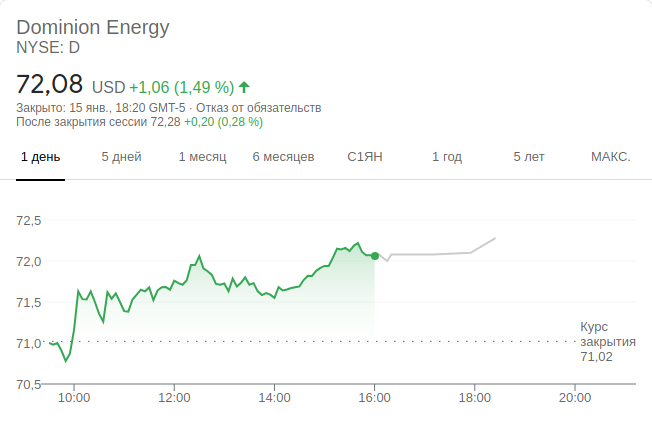 Dominion Energy
NYSE: D
72,08 USD +1,06 (1,49 %)
Закрыто: 15 янв., 18:20 GMT-5 · Отказ от обязательств
После закрытия сессии 72,28 +0,20 (0,28 %)
1 день 5 дней 1 месяц 6 месяцев С1ЯН 1 год 5 лет МАКС.
72,5
72,0
71,5
71,0
70,5
Курс
закрытия
71,02
10:00 12:00 14:00 16:00 18:00 20:00